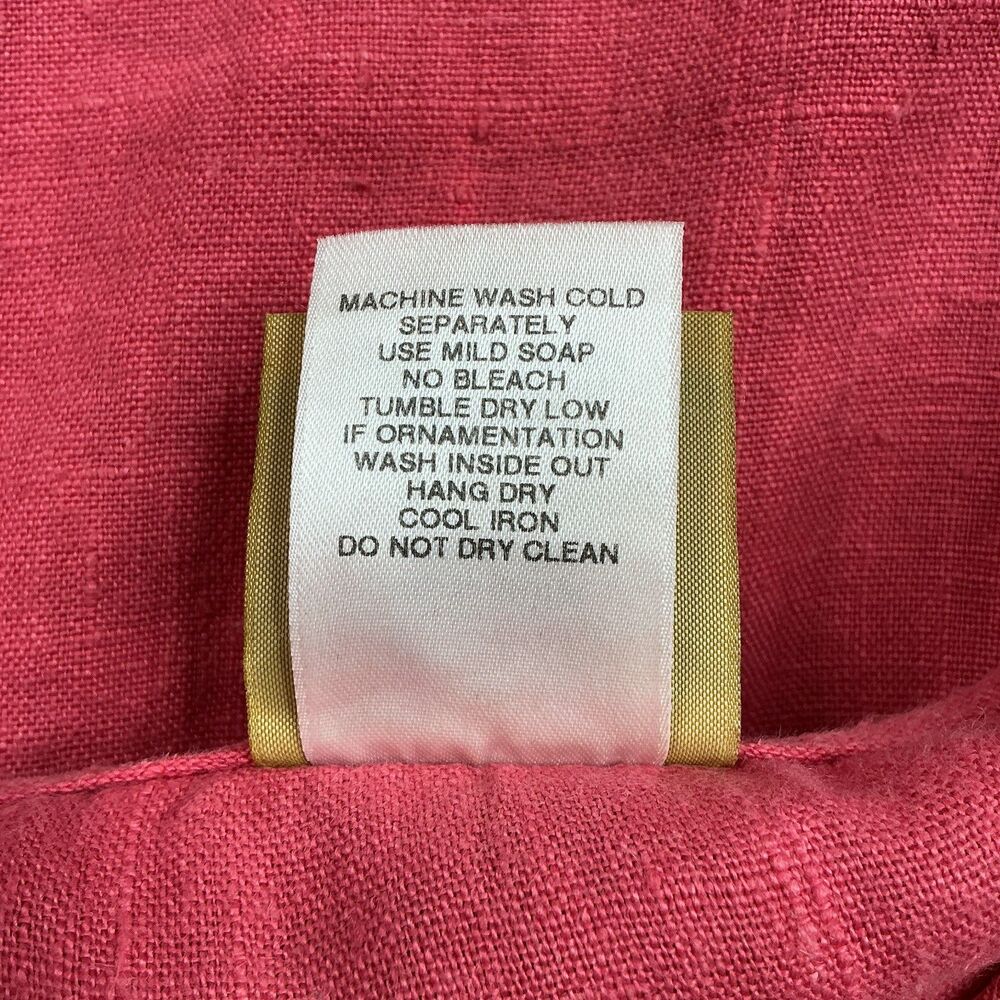 MACHINE WASH COLD
SEPARATELY
USE MILD SOAP
NO BLEACH
TUMBLE DRY LOW
IF ORNAMENTATION
WASH INSIDE OUT
HANG DRY
COOL IRON
DO NOT DRY CLEAN